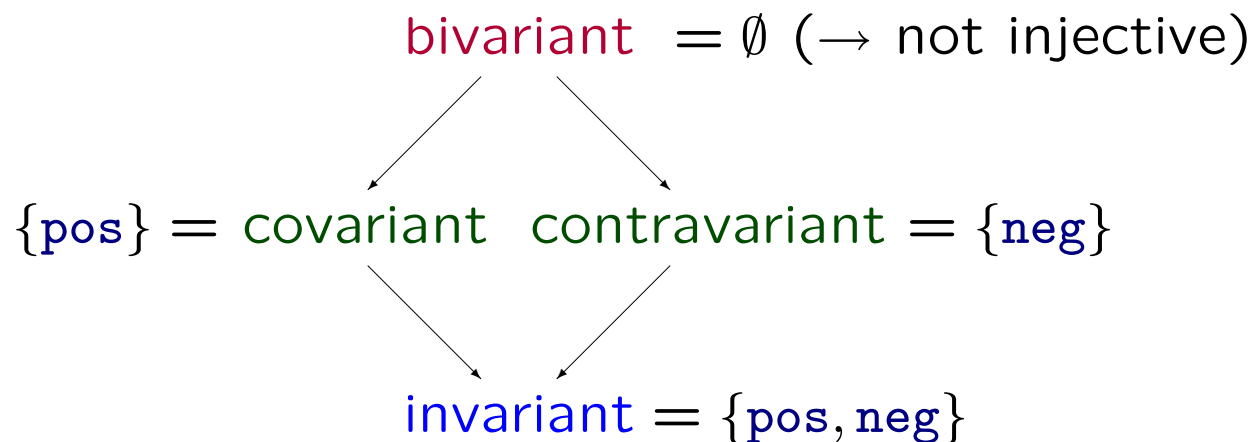 bivariant = ∅ (→ not injective)
{pos} = covariant contravariant = {neg}
invariant = {pos, neg}